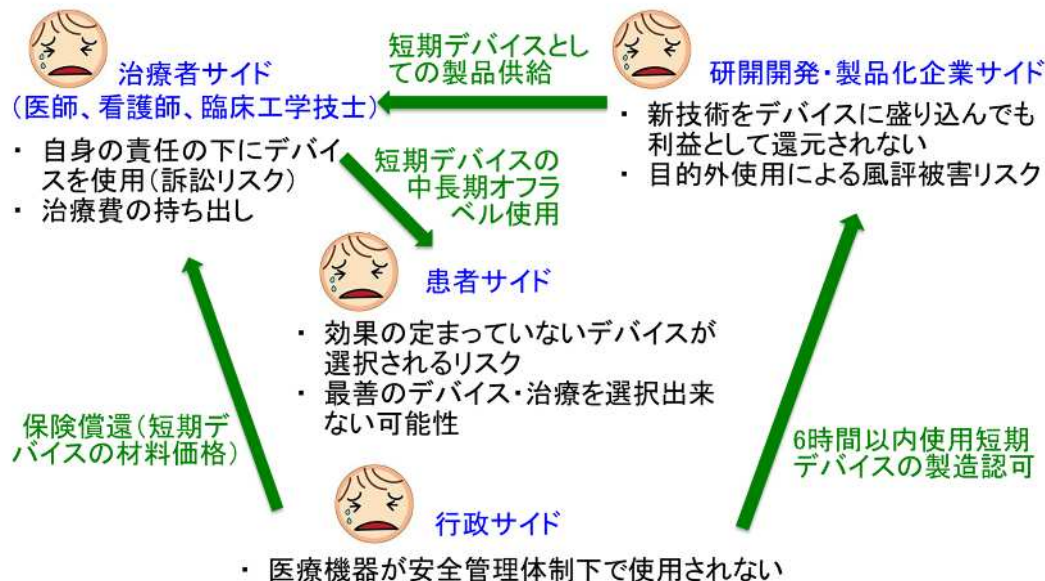 治療者サイド
(医師、看護師、臨床工学技士)
・ 自身の責任の下にデバイ
スを使用(訴訟リスク)
・ 治療費の持ち出し
短期デバイスとし
ての製品供給
研開開発・製品化企業サイド
・ 新技術をデバイスに盛り込んでも
利益として還元されない
・ 目的外使用による風評被害リスク
短期デバイスの
中長期オフラ
ベル使用
患者サイド
・ 効果の定まっていないデバイスが
選択されるリスク
・ 最善のデバイス・治療を選択出来
ない可能性
保険償還(短期デ
バイスの材料価格)
6時間以内使用短期
デバイスの製造認可
行政サイド
・ 医療機器が安全管理体制下で使用されない